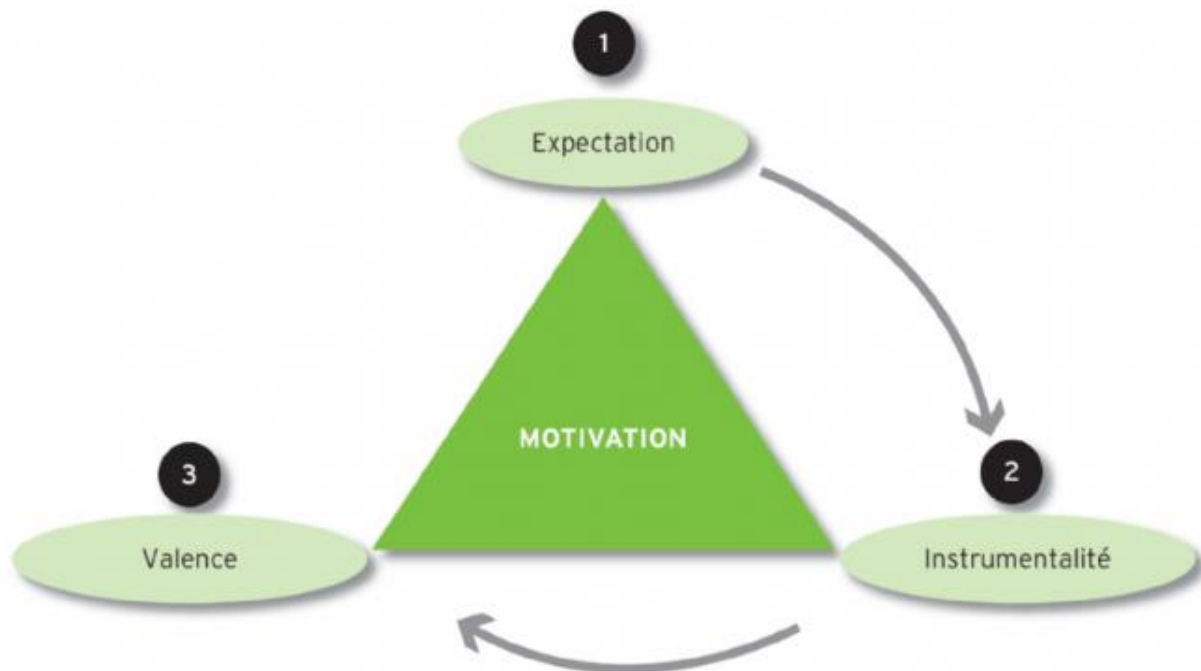 1
Expectation
MOTIVATION
3
2
Valence
Instrumentalité